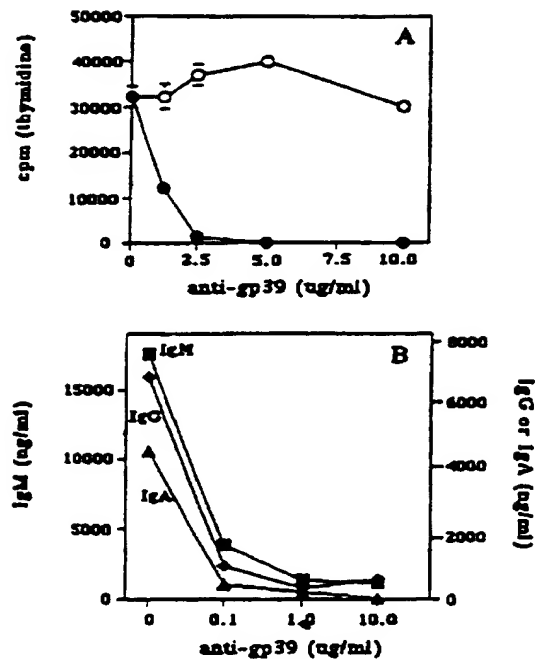 A
50000
40000
30000
20000
10000
0
cpm (thymidine)
0 2.5 5.0 7.5 10.0
anti-gp39 (ug/ml)
B
IgM
IgG
IgA
15000
10000
5000
0
IgM (ng/ml)
8000
6000
4000
2000
0
IgG or IgA (ng/ml)
0 0.1 1.0 10.0
anti-gp39 (ug/ml)